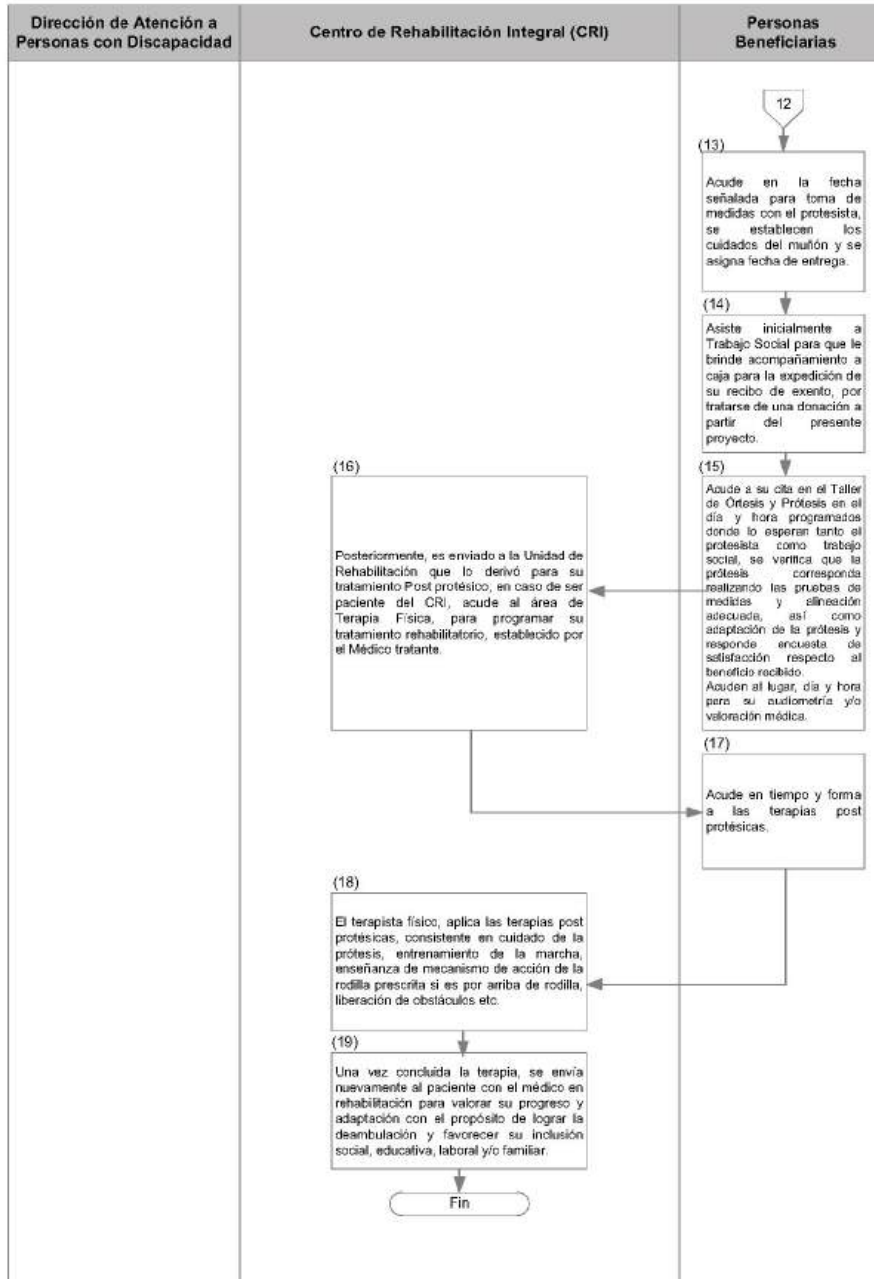 Dirección de Atención a
Personas con Discapacidad
Centro de Rehabilitación Integral (CRI)
Personas
Beneficiarias
12
(13)
Acude en la fecha
señalada para toma de
medidas con el protesista,
se establecen los
cuidados del muñón y se
asigna fecha de entrega.
(14)
Asiste inicialmente a
Trabajo Social para que le
brinde acompañamiento a
caja para la expedición de
su recibo de exento, por
tratarse de una donación a
partir del presente
proyecto.
(15)
Acude a su cita en el Taller
de Órtesis y Prótesis en el
día y hora programados
donde lo esperan tanto el
protesista como trabajo
social, se verifica que la
prótesis corresponda
realizando las pruebas de
medidas y alineación
adecuada, así como
adaptación de la prótesis y
responde encuesta de
satisfacción respecto al
beneficio recibido.
Acuden al lugar, día y hora
para su audiometría y/o
valoración médica.
(16)
Posteriormente, es enviado a la Unidad de
Rehabilitación que lo derivó para su
tratamiento Post protésico, en caso de ser
paciente del CRI, acude al área de
Terapia Física, para programar su
tratamiento rehabilitatorio, establecido por
el Médico tratante.
(17)
Acude en tiempo y forma
a las terapias post
protésicas.
(18)
El terapista físico, aplica las terapias post
protésicas, consistente en cuidado de la
prótesis, entrenamiento de la marcha,
enseñanza de mecanismo de acción de la
rodilla prescrita si es por arriba de rodilla,
liberación de obstáculos etc.
(19)
Una vez concluida la terapia, se envía
nuevamente al paciente con el médico en
rehabilitación para valorar su progreso y
adaptación con el propósito de lograr la
deambulación y favorecer su inclusión
social, educativa, laboral y/o familiar.
Fin